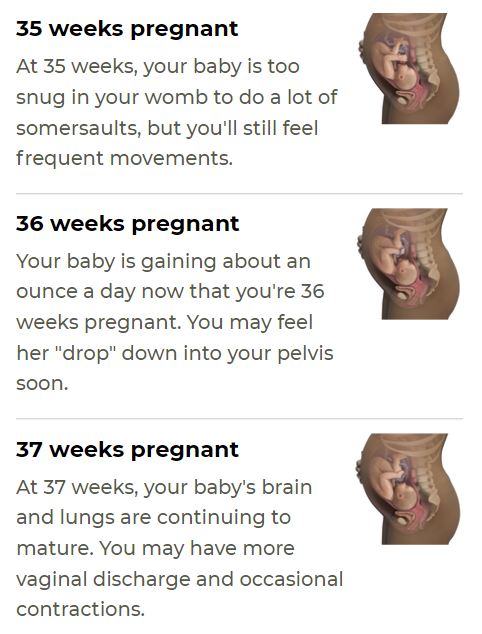 35 weeks pregnant
At 35 weeks, your baby is too
snug in your womb to do a lot of
somersaults, but you'll still feel
frequent movements.
36 weeks pregnant
Your baby is gaining about an
ounce a day now that you're 36
weeks pregnant. You may feel
her "drop" down into your pelvis
soon.
37 weeks pregnant
At 37 weeks, your baby's brain
and lungs are continuing to
mature. You may have more
vaginal discharge and occasional
contractions.